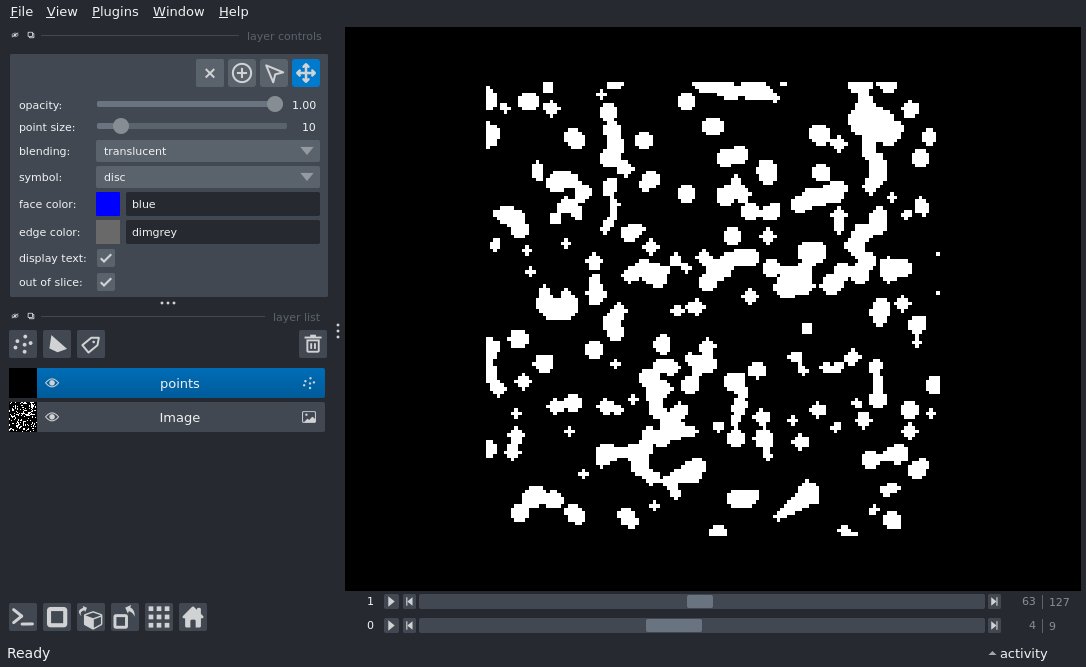 File View Plugins Window Help
layer controls
opacity: 1.00
point size: 10
blending: translucent
symbol: disc
face color: blue
edge color: dimgrey
display text:
out of slice:
layer list
points
Image
1 63 127
0 4 9
Ready activity